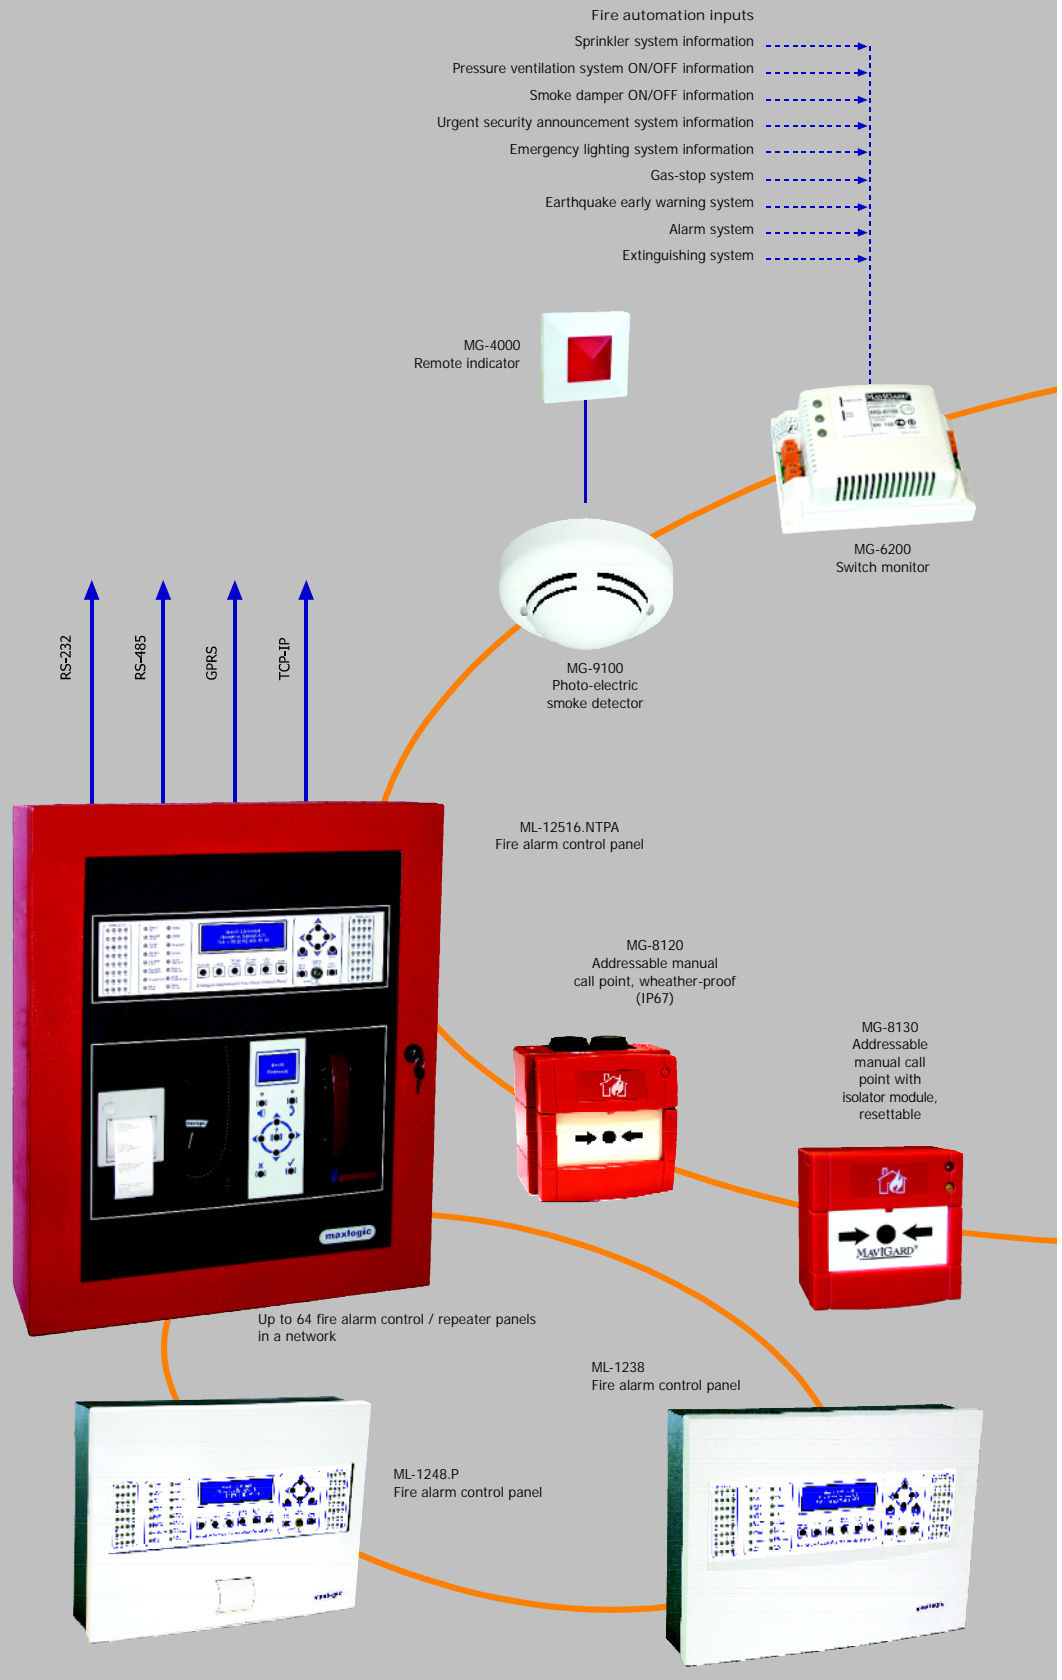 Fire automation inputs
Sprinkler system information
Pressure ventilation system ON/OFF information
Smoke damper ON/OFF information
Urgent security announcement system information
Emergency lighting system information
Gas-stop system
Earthquake early warning system
Alarm system
Extinguishing system
MG-4000
Remote indicator
MAVIGARD
MG-6200
Switch monitor
RS-232
RS-485
GPRS
TCP-IP
MG-9100
Photo-electric
smoke detector
ML-12516.NTPA
Fire alarm control panel
MG-8120
Addressable manual
call point, wheather-proof
(IP67)
MG-8130
Addressable
manual call
point with
isolator module,
resettable
MAVIGARD®
maxlogic
maxlogic
Up to 64 fire alarm control / repeater panels
in a network
ML-1238
Fire alarm control panel
ML-1248.P
Fire alarm control panel
maxlogic
maxlogic